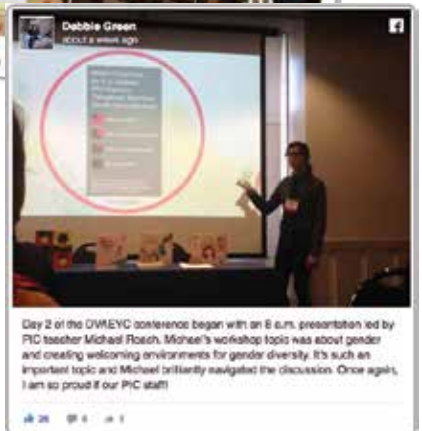 Debbie Green
about a week ago
Day 2 of the DVAEYC conference began with an 8 a.m. presentation led by
PIC teacher Michael Roach. Michael's workshop topic was about gender
and creating welcoming environments for gender diversity. It's such an
important topic and Michael brilliantly navigated the discussion. Once again,
I am so proud if our PIC staff!
26